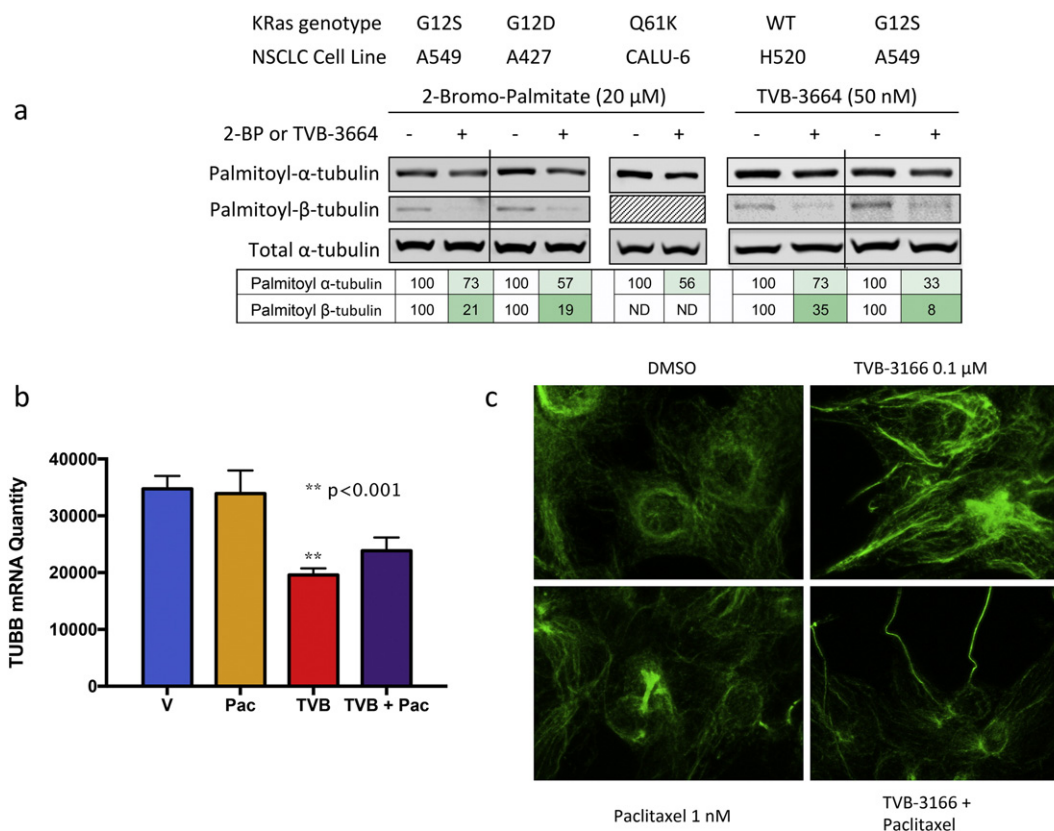 KRas genotype G12S G12D Q61K WT G12S
NSCLC Cell Line A549 A427 CALU-6 H520 A549
a
2-Bromo-Palmitate (20 μM) TVB-3664 (50 nM)
2-BP or TVB-3664 - + - + - + - + - +
Palmitoyl-α-tubulin
Palmitoyl-β-tubulin
Total α-tubulin
Palmitoyl α-tubulin 100 73 100 57 100 56 100 73 100 33
Palmitoyl β-tubulin 100 21 100 19 ND ND 100 35 100 8
b
TUBB mRNA Quantity
40000
30000
20000
10000
0
** p<0.001
**
V Pac TVB TVB + Pac
c
DMSO TVB-3166 0.1 μM
Paclitaxel 1 nM
TVB-3166 +
Paclitaxel